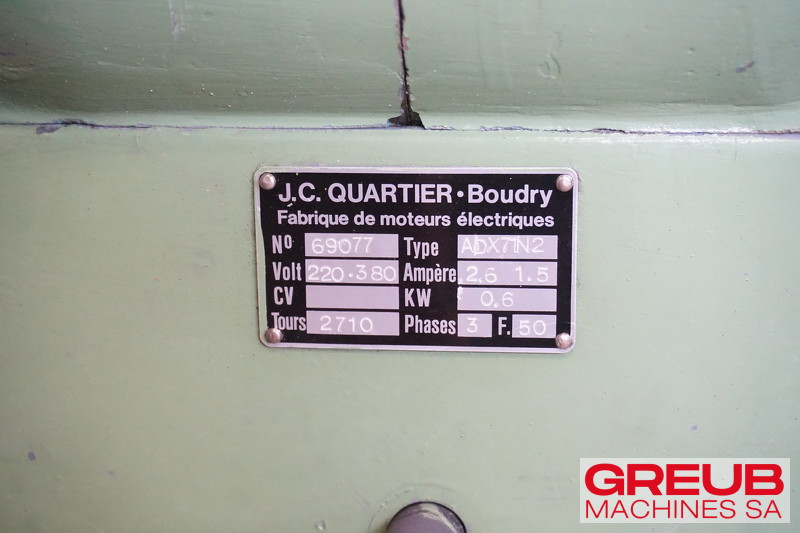 J.C. QUARTIER · Boudry
Fabrique de moteurs électriques
No 69077 Type ADX71N2
Volt 220·380 Ampère 2,6 1.5
CV KW 0.6
Tours 2710 Phases 3 F. 50
GREUB
MACHINES SA